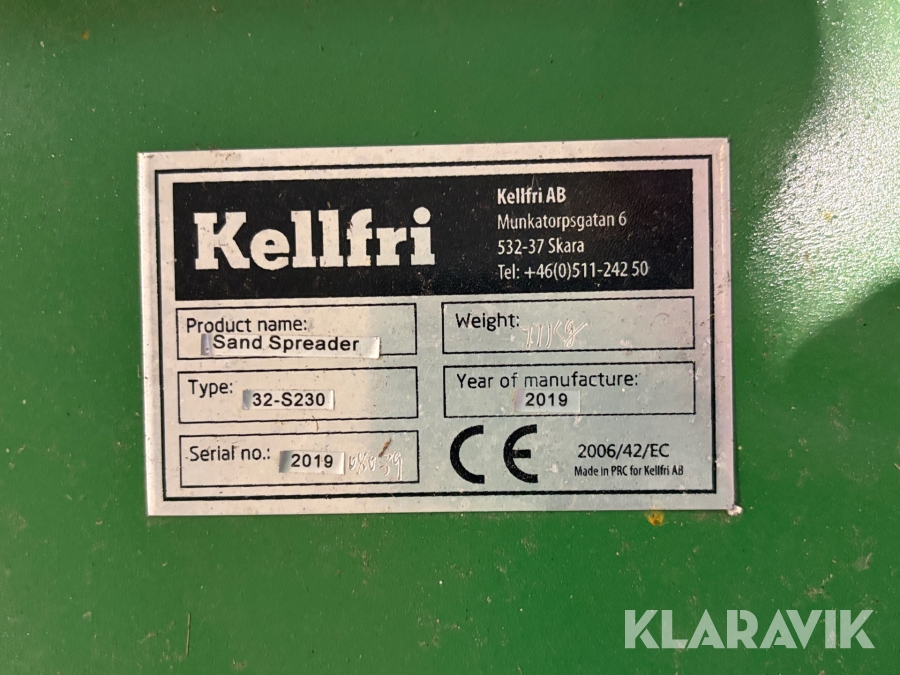 Kellfri
Kellfri AB
Munkatorpsgatan 6
532-37 Skara
Tel: +46(0)511-242 50
Product name:
Sand Spreader
Weight:
Type:
32-S230
Year of manufacture:
2019
Serial no.: 2019
CE
2006/42/EC
Made in PRC for Kellfri AB
KLARAVIK